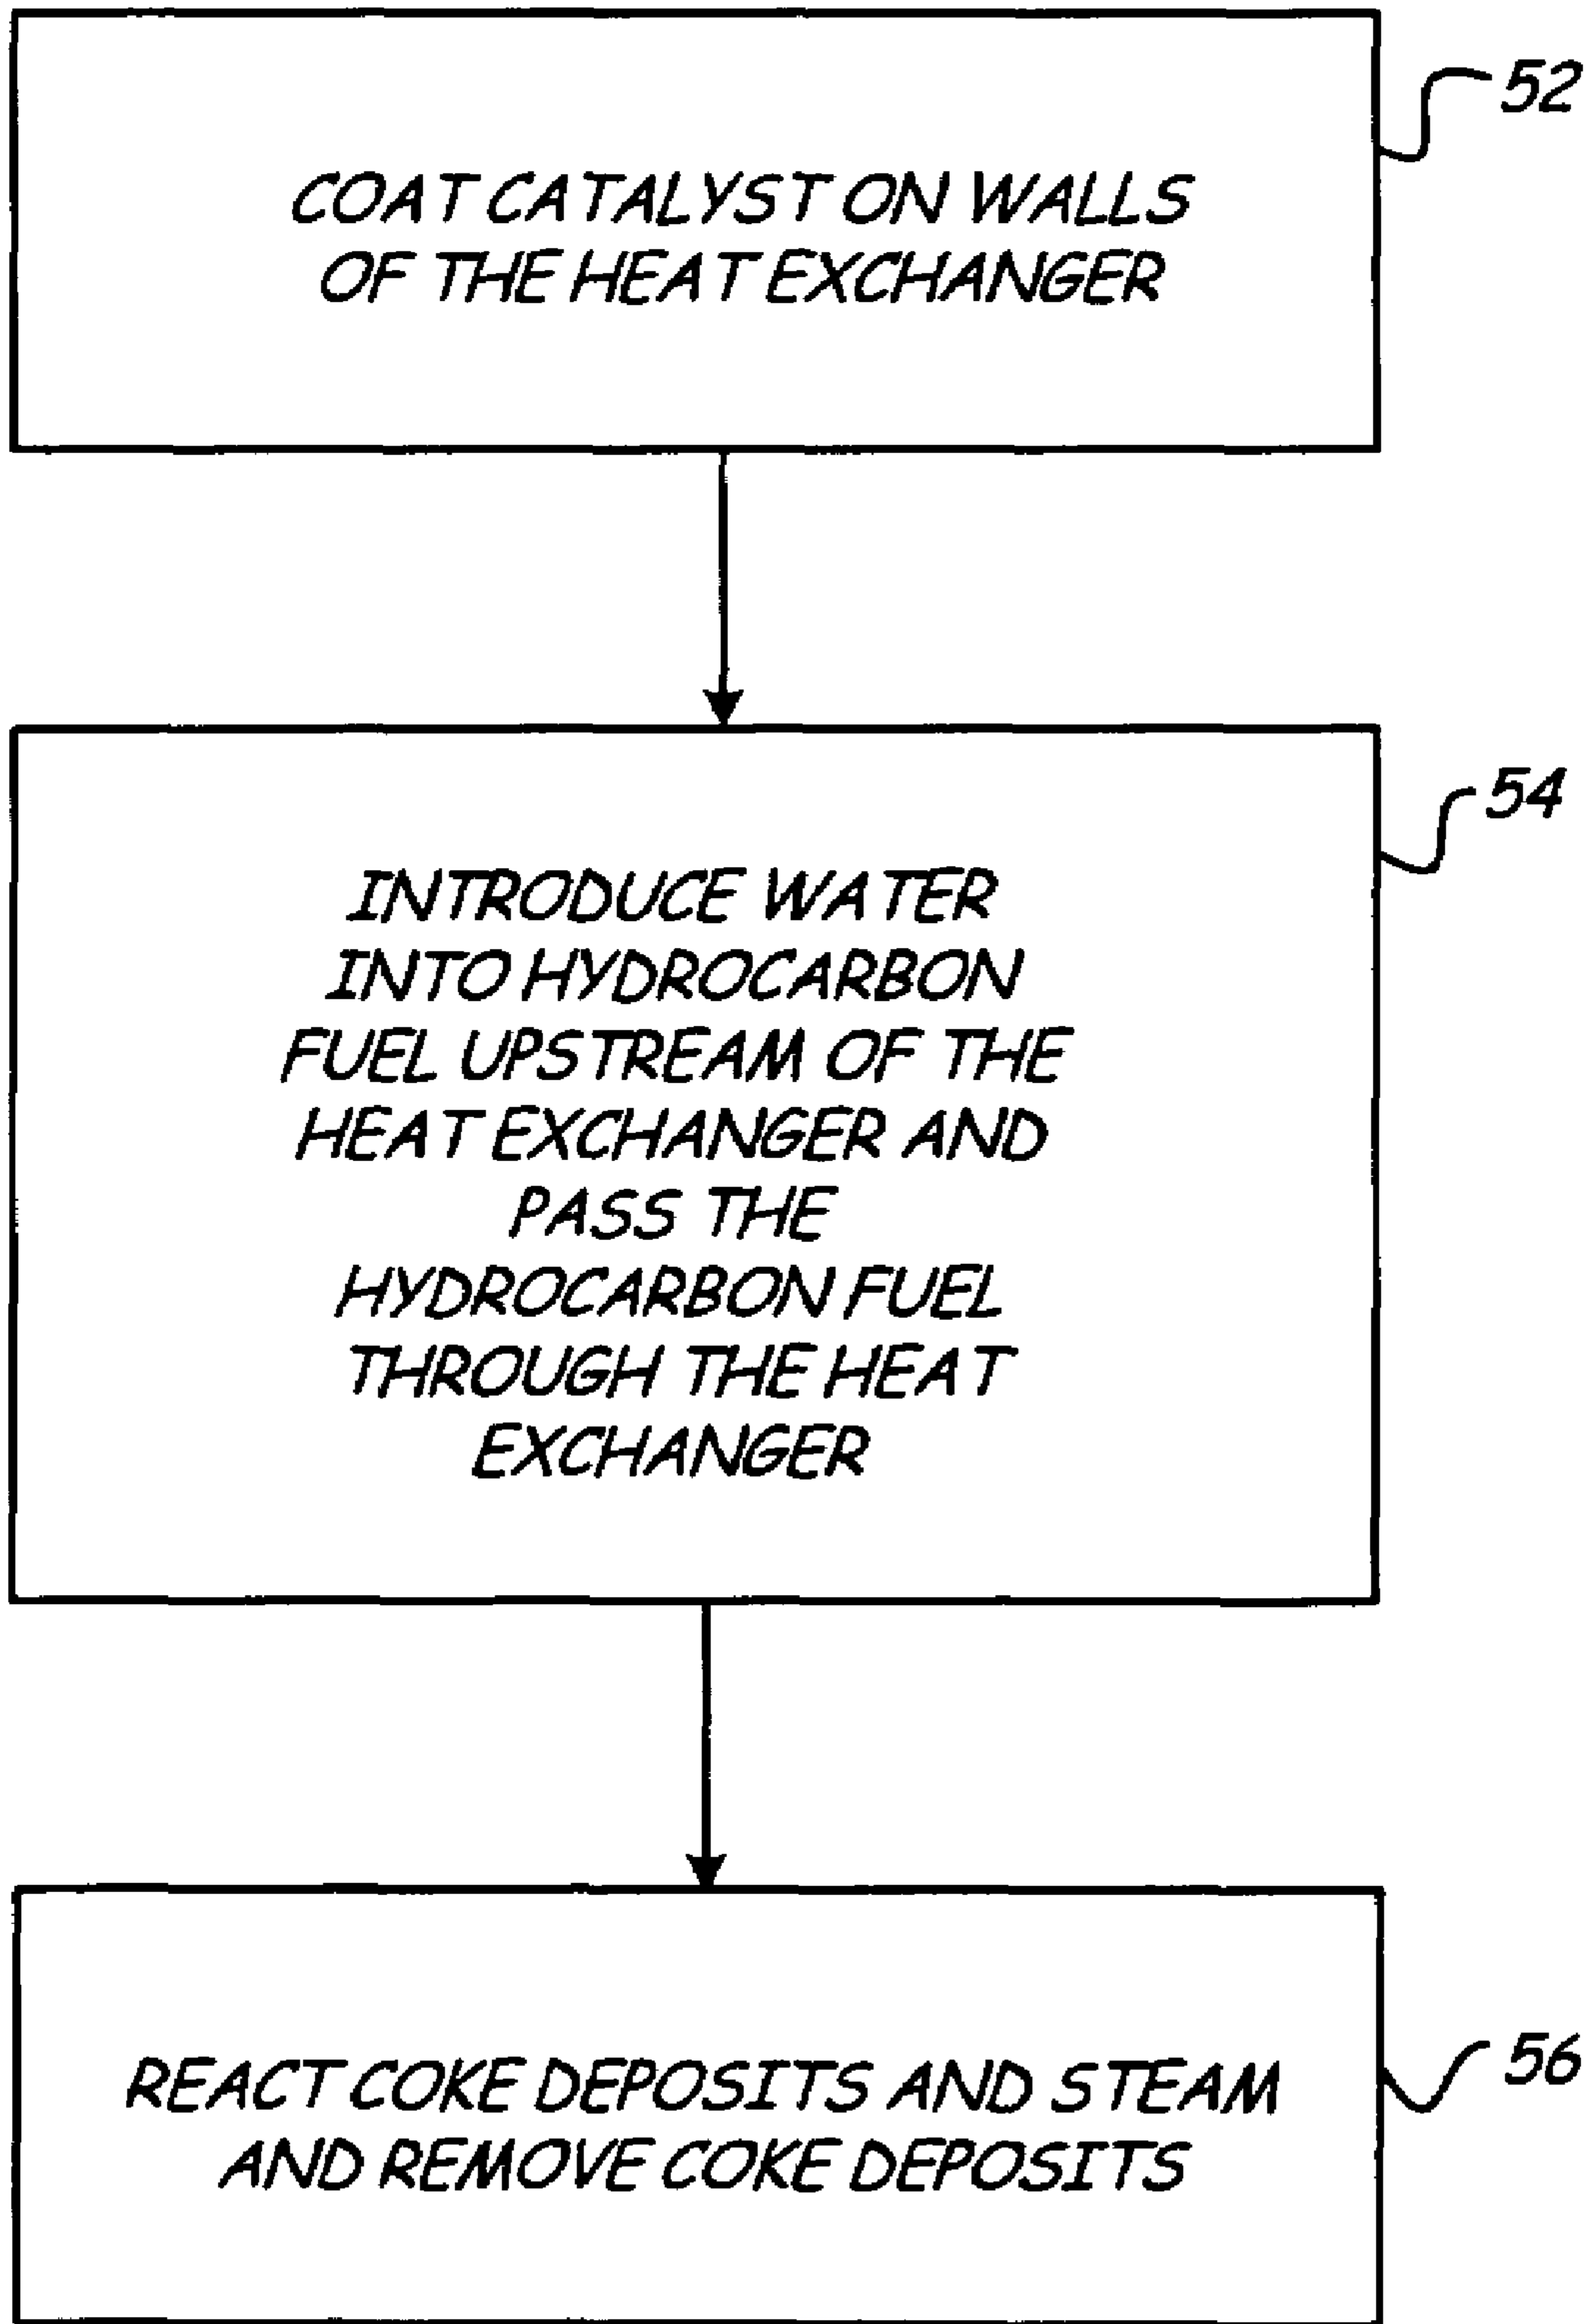 52
COAT CATALYST ON WALLS
OF THE HEAT EXCHANGER
54
INTRODUCE WATER
INTO HYDROCARBON
FUEL UPSTREAM OF THE
HEAT EXCHANGER AND
PASS THE
HYDROCARBON FUEL
THROUGH THE HEAT
EXCHANGER
56
REACT COKE DEPOSITS AND STEAM
AND REMOVE COKE DEPOSITS